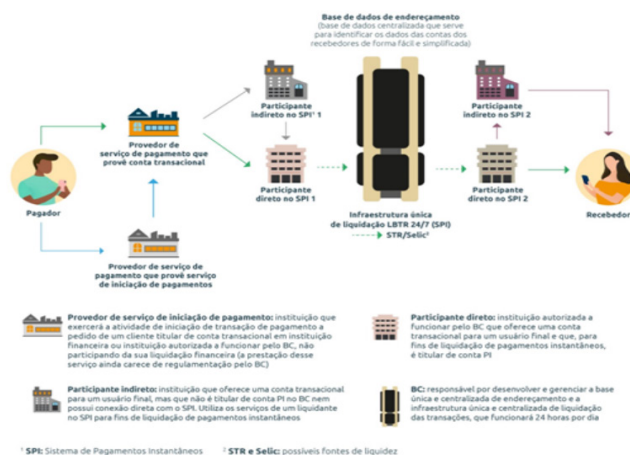 Base de dados de endereçamento
(base de dados centralizada que serve
para identificar os dados das contas dos
recebedores de forma fácil e simplificada)
Participante
indireto no SPI¹ 1
Participante
indireto no SPI 2
Provedor de
serviço de pagamento que
provê conta transacional
Participante
direto no SPI 1
Participante
direto no SPI 2
Pagador
Recebedor
Infraestrutura única
de liquidação LBTR 24/7 (SPI)
STR/Selic²
Provedor de serviço de
pagamento que provê serviço
de iniciação de pagamentos
Provedor de serviço de iniciação de pagamento: instituição que
exercerá a atividade de iniciação de transação de pagamento a
pedido de um cliente titular de conta transacional em instituição
financeira ou instituição autorizada a funcionar pelo BC, não
participando da sua liquidação financeira (a prestação desse
serviço ainda carece de regulamentação pelo BC)
Participante direto: instituição autorizada a
funcionar pelo BC que oferece uma conta
transacional para um usuário final e que, para
fins de liquidação de pagamentos instantâneos,
é titular de conta PI
Participante indireto: instituição que oferece uma conta transacional
para um usuário final, mas que não é titular de conta PI no BC nem
possui conexão direta com o SPI. Utiliza os serviços de um liquidante
no SPI para fins de liquidação de pagamentos instantâneos
BC: responsável por desenvolver e gerenciar a base
única e centralizada de endereçamento e a
infraestrutura única e centralizada de liquidação
das transações, que funcionará 24 horas por dia
¹ SPI: Sistema de Pagamentos Instantâneos
² STR e Selic: possíveis fontes de liquidez